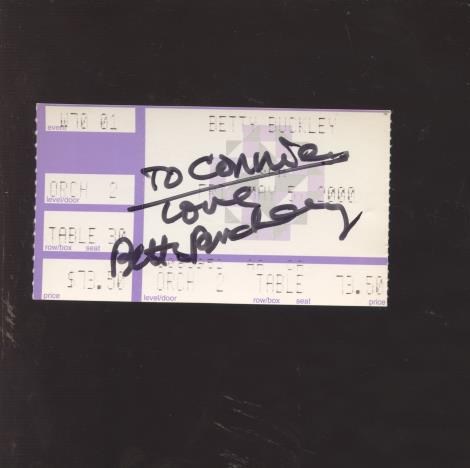 W70 01
event
BETTY BUCKLEY
ORCH 2
level/door
TO Connie
FRI MAY 5, 2000
Love
Betty Buckley
TABLE 30
row/box seat
$73.50
price
ORCH 2
level/door
TABLE
row/box seat
73.50
price